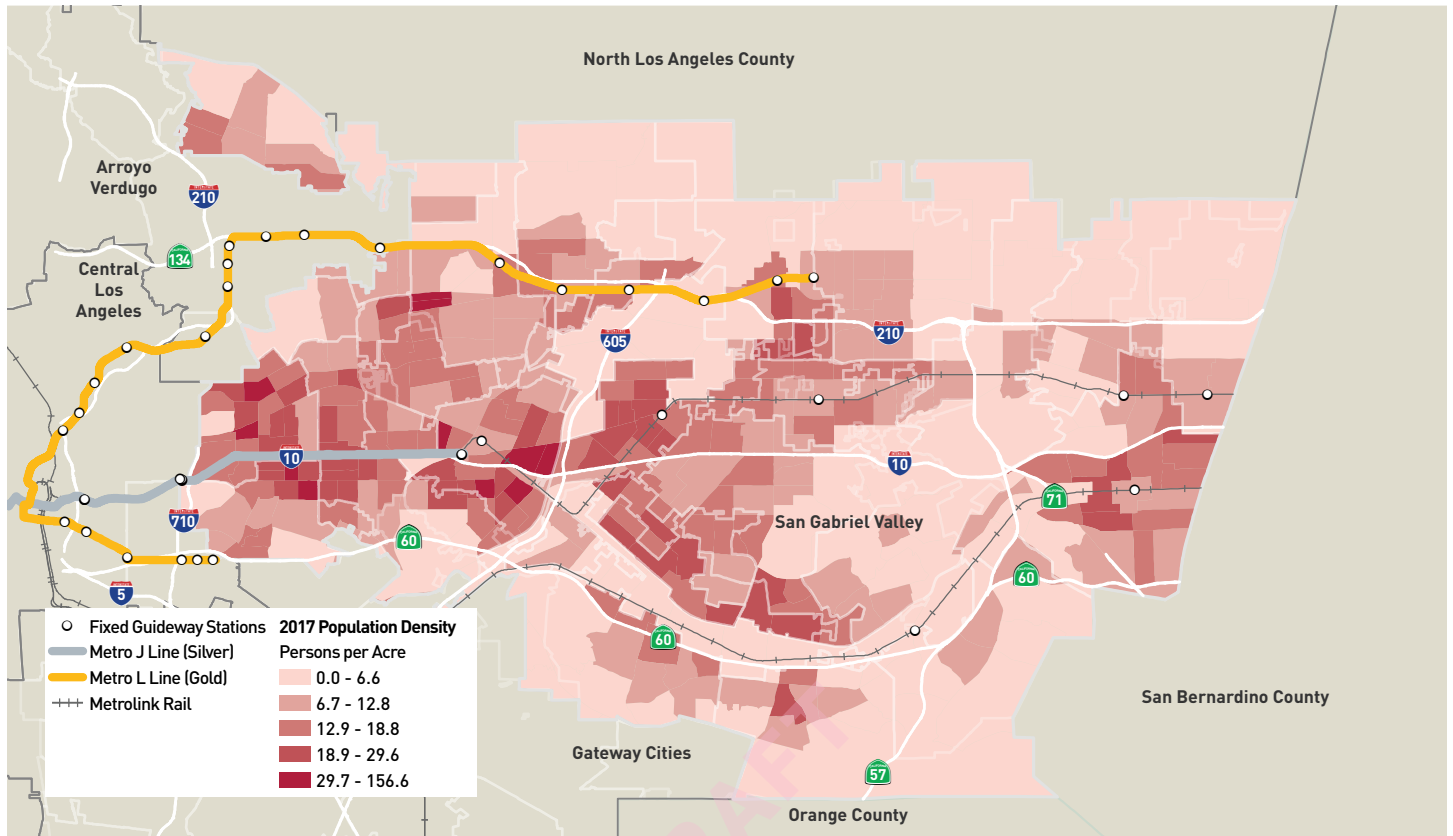 North Los Angeles County
Arroyo
Verdugo
210
134
Central
Los
Angeles
605
210
10
10
71
710
San Gabriel Valley
60
60
5
60
Fixed Guideway Stations
Metro J Line (Silver)
Metro L Line (Gold)
Metrolink Rail
2017 Population Density
Persons per Acre
0.0 - 6.6
6.7 - 12.8
12.9 - 18.8
18.9 - 29.6
29.7 - 156.6
San Bernardino County
Gateway Cities
57
Orange County